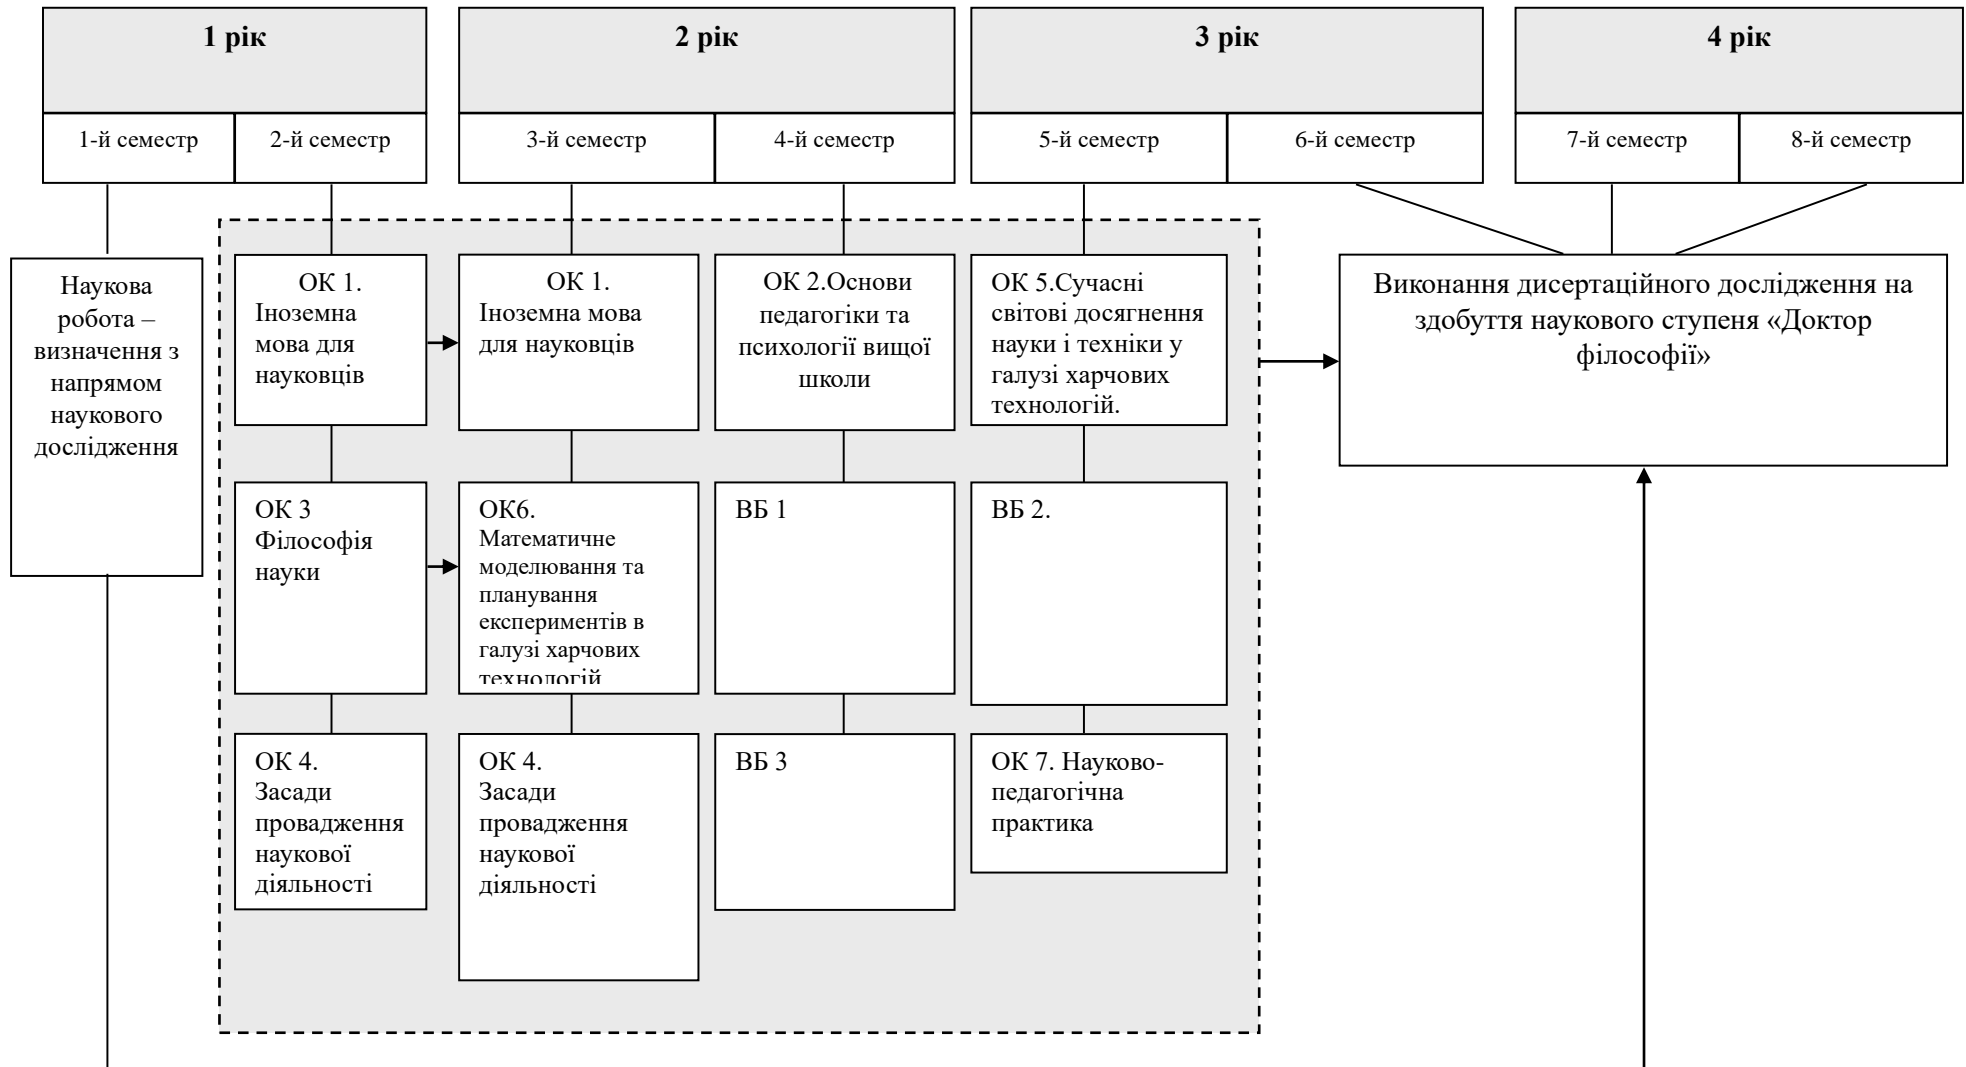 1 рік
2 рік
3 рік
4 рік
1-й семестр
2-й семестр
3-й семестр
4-й семестр
5-й семестр
6-й семестр
7-й семестр
8-й семестр
Наукова
робота –
визначення з
напрямом
наукового
дослідження
ОК 1.
Іноземна
мова для
науковців
ОК 1.
Іноземна мова
для науковців
ОК 2.Основи
педагогіки та
психології вищої
школи
ОК 5.Сучасні
світові досягнення
науки і техніки у
галузі харчових
технологій.
Виконання дисертаційного дослідження на
здобуття наукового ступеня «Доктор
філософії»
ОК 3
Філософія
науки
ОК6.
Математичне
моделювання та
планування
експериментів в
галузі харчових
технологій
ВБ 1
ВБ 2.
ОК 4.
Засади
провадження
наукової
діяльності
ОК 4.
Засади
провадження
наукової
діяльності
ВБ 3
ОК 7. Науково-
педагогічна
практика